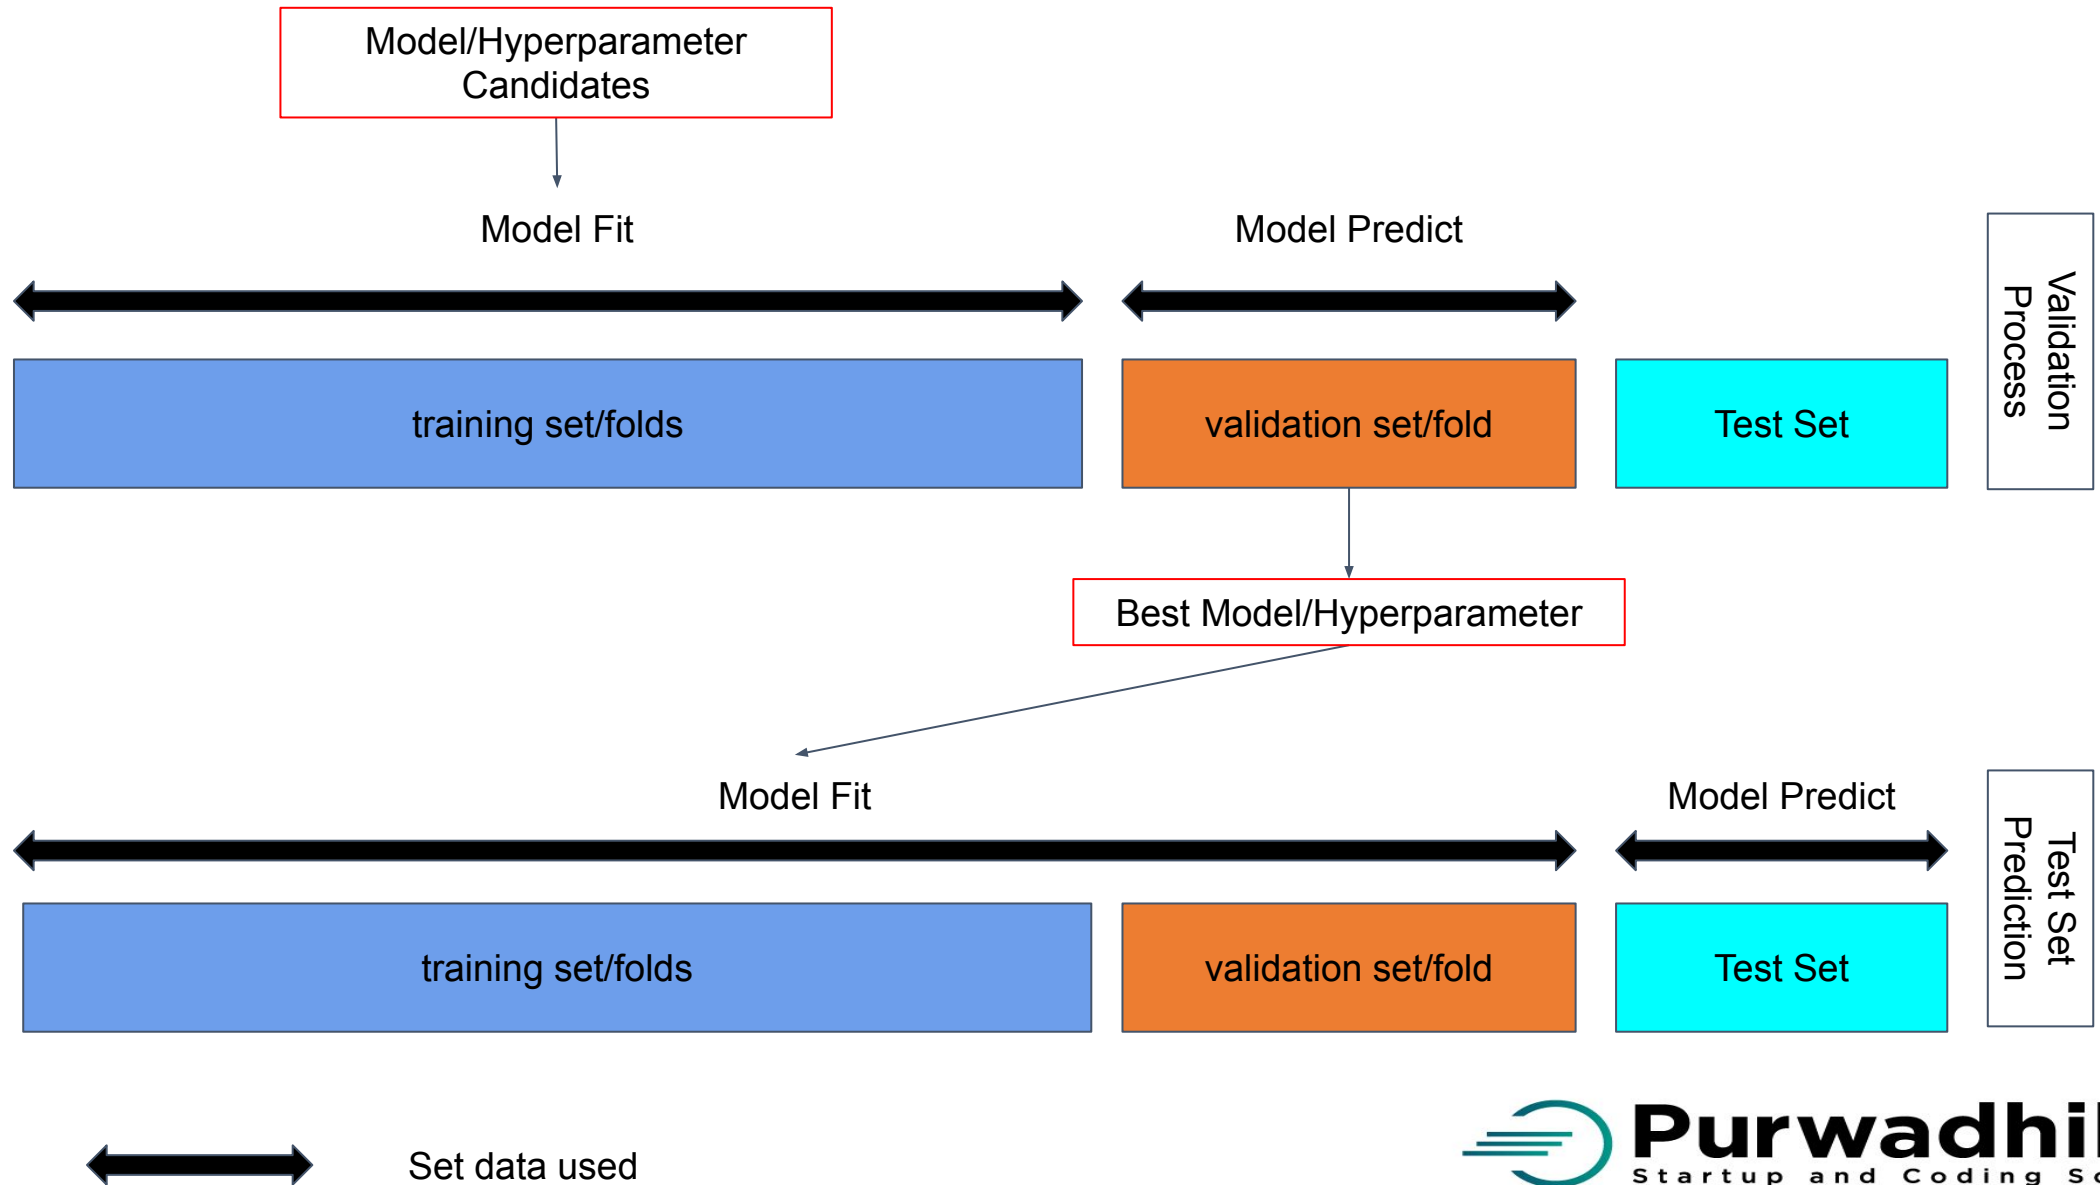 Model/Hyperparameter
Candidates
Model Fit
Model Predict
Validation
Process
training set/folds
validation set/fold
Test Set
Best Model/Hyperparameter
Model Fit
Model Predict
Test Set
Prediction
training set/folds
validation set/fold
Test Set
Set data used
Startup and Coding